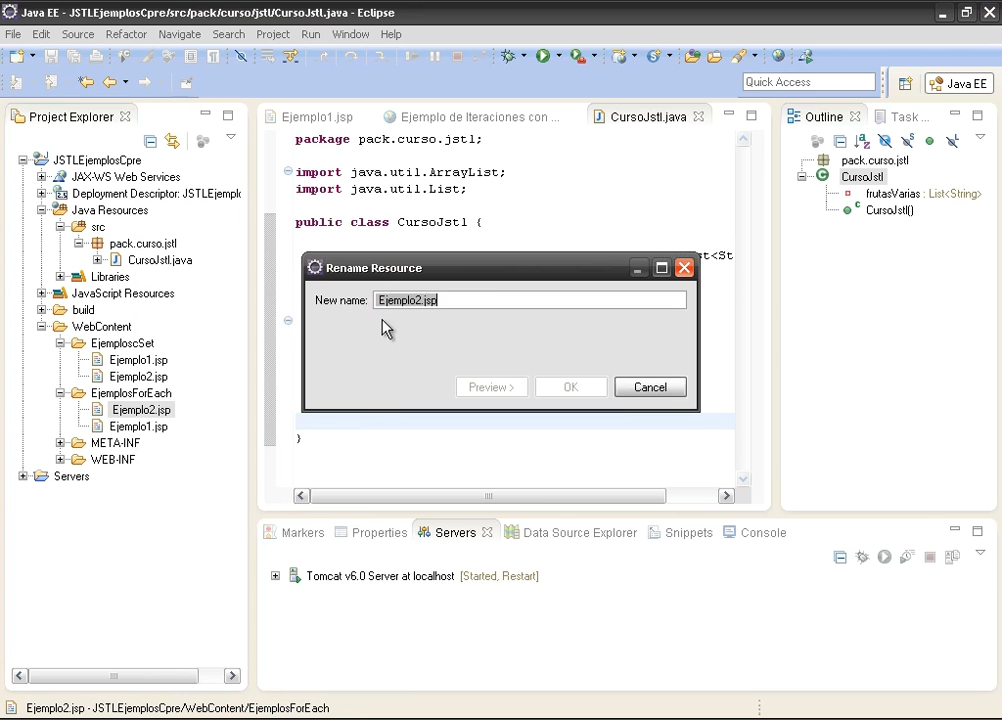 Java EE - JSTLEjemplosCpre/src/pack/curso/jstl/CursoJstl.java - Eclipse
File Edit Source Refactor Navigate Search Project Run Window Help
Quick Access
Java EE
Project Explorer
JSTLEjemplosCpre
JAX-WS Web Services
Deployment Descriptor: JSTLEjempl
Java Resources
src
pack.curso.jstl
CursoJstl.java
Libraries
JavaScript Resources
build
WebContent
EjemploscSet
Ejemplo1.jsp
Ejemplo2.jsp
EjemplosForEach
Ejemplo2.jsp
Ejemplo1.jsp
META-INF
WEB-INF
Servers
Ejemplo1.jsp
Ejemplo de Iteraciones con ...
CursoJstl.java
package pack.curso.jstl;
import java.util.ArrayList;
import java.util.List;
public class CursoJstl {
st<St
}
Rename Resource
New name: Ejemplo2.jsp
Preview > OK Cancel
Outline
Task ...
pack.curso.jstl
CursoJstl
frutasVarias : List<String>
CursoJstl()
Markers Properties Servers Data Source Explorer Snippets Console
Tomcat v6.0 Server at localhost [Started, Restart]
Ejemplo2.jsp - JSTLEjemplosCpre/WebContent/EjemplosForEach